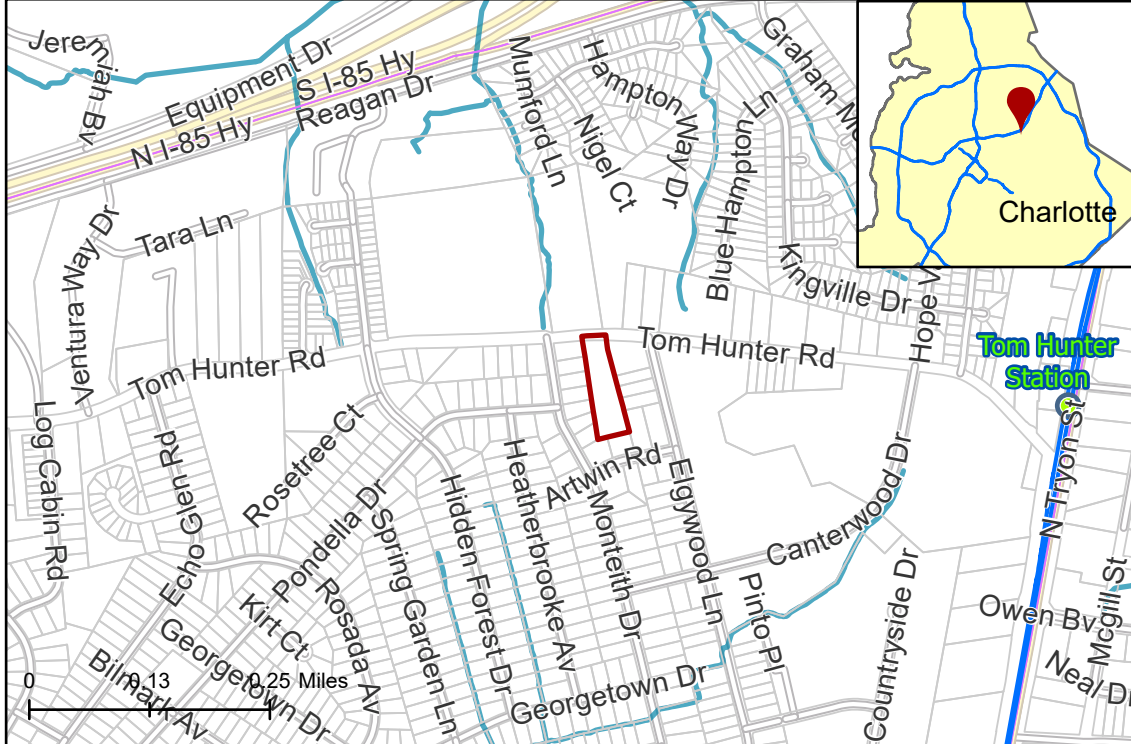 Jeremiah Bv
Equipment Dr
S I-85 Hy
N I-85 Hy
Reagan Dr
Mumford Ln
Hampton Way Dr
Nigel Ct
Graham
Blue Hampton Ln
Charlotte
Tara Ln
Ventura Way Dr
Kingville Dr
Hope
Tom Hunter Rd
Tom Hunter Rd
Tom Hunter
Station
Log Cabin Rd
Echo Glen Rd
Rosetree Ct
Pondella Dr
Hidden Forest Dr
Heatherbrooke Av
Artwin Rd
Monteith Dr
Elgywood Ln
Canterwood Dr
N Tryon St
Spring Garden Ln
Rosada Av
Kirt Ct
Georgetown Dr
Bilmark Av
Georgetown Dr
Pinto Pl
Countryside Dr
Owen Bv
Mcgill St
Neal Dr
0 0.13 0.25 Miles